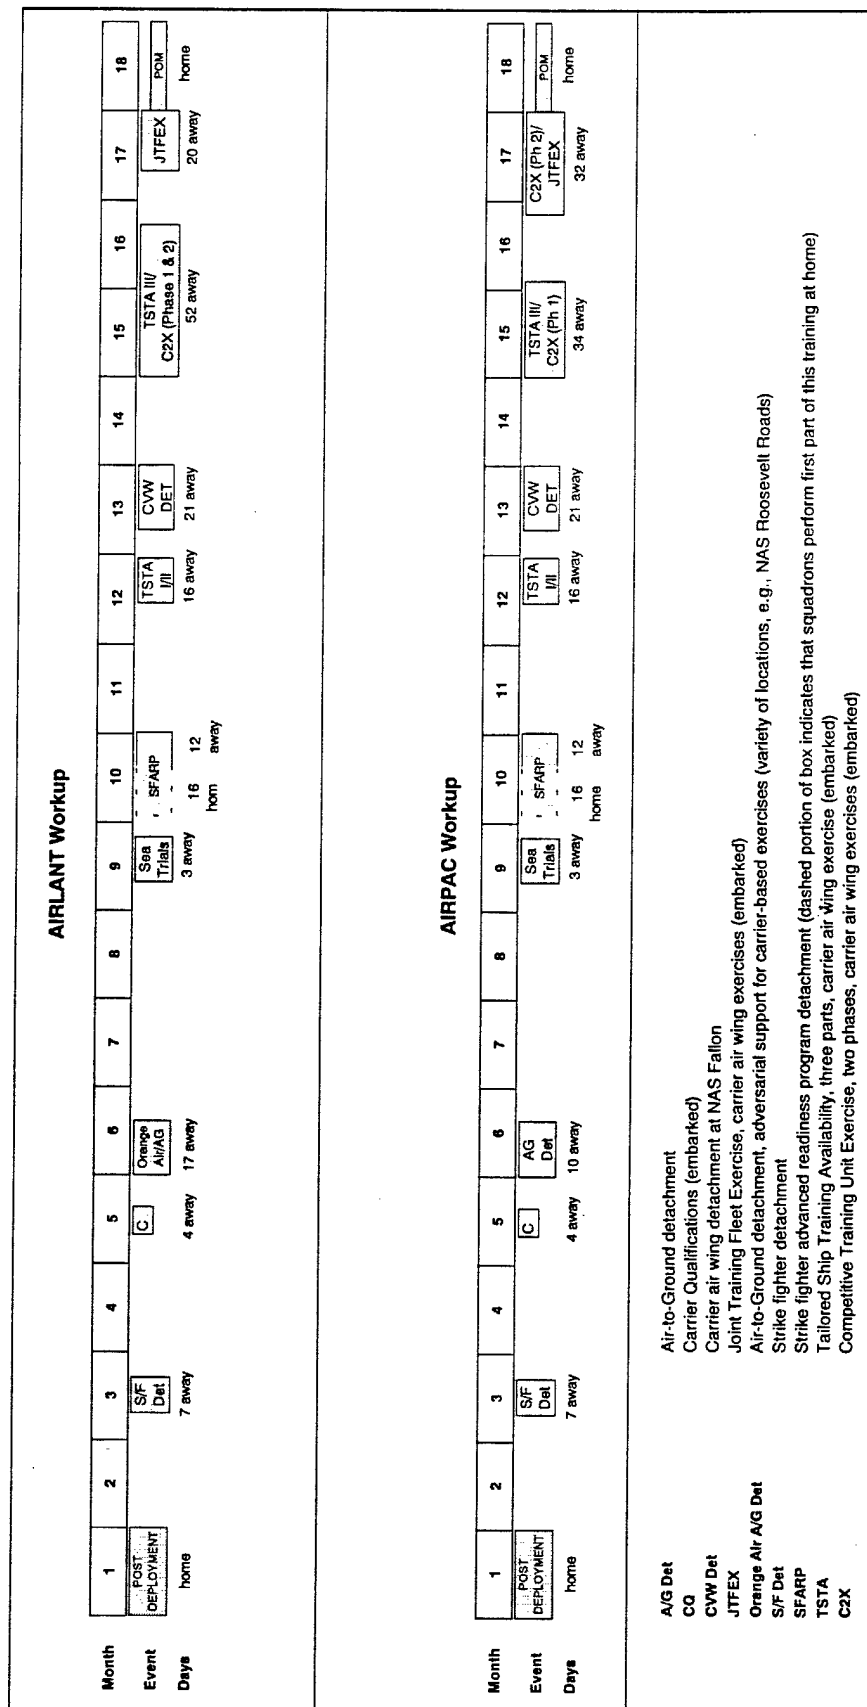 AIRLANT Workup
Month 1 2 3 4 5 6 7 8 9 10 11 12 13 14 15 16 17 18
Event
POST
DEPLOYMENT
S/F
Det
C
Orange
Air/AG
Sea
Trials
SFARP
TSTA
I/II
CVW
DET
TSTA III/
C2X (Phase 1 & 2)
JTFEX
POM
Days
home
7 away
4 away
17 away
3 away
16
hom
12
away
16 away
21 away
52 away
20 away
home
AIRPAC Workup
Month 1 2 3 4 5 6 7 8 9 10 11 12 13 14 15 16 17 18
Event
POST
DEPLOYMENT
S/F
Det
C
AG
Det
Sea
Trials
SFARP
TSTA
I/II
CVW
DET
TSTA III/
C2X (Ph 1)
C2X (Ph 2)/
JTFEX
POM
Days
home
7 away
4 away
10 away
3 away
16
home
12
away
16 away
21 away
34 away
32 away
home
A/G Det Air-to-Ground detachment
CQ Carrier Qualifications (embarked)
CVW Det Carrier air wing detachment at NAS Fallon
JTFEX Joint Training Fleet Exercise, carrier air wing exercises (embarked)
Orange Air A/G Det Air-to-Ground detachment, adversarial support for carrier-based exercises (variety of locations, e.g., NAS Roosevelt Roads)
S/F Det Strike fighter detachment
SFARP Strike fighter advanced readiness program detachment (dashed portion of box indicates that squadrons perform first part of this training at home)
TSTA Tailored Ship Training Availability, three parts, carrier air wing exercise (embarked)
C2X Competitive Training Unit Exercise, two phases, carrier air wing exercises (embarked)